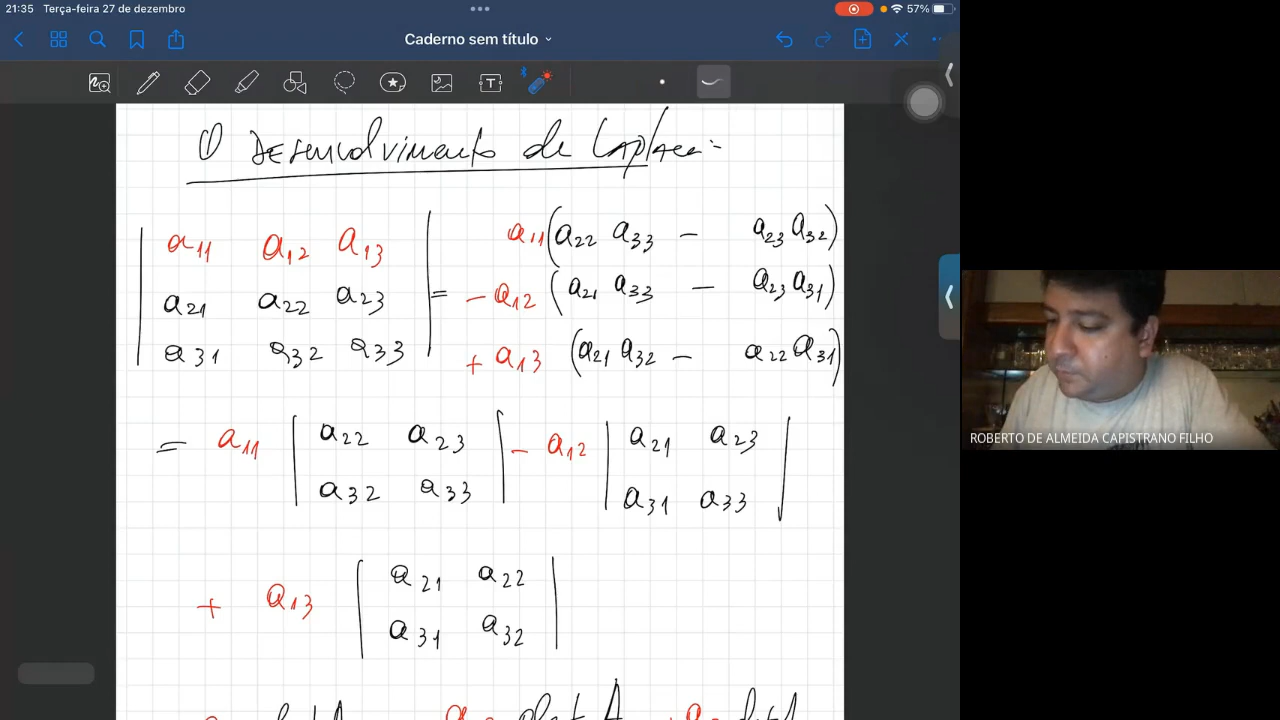 21:35 Terça-feira 27 de dezembro 57%
Caderno sem título
O Desenvolvimento de Laplace:
| a11 a12 a13 | = a11 (a22 a33 − a23 a32)
| a21 a22 a23 | − a12 (a21 a33 − a23 a31)
| a31 a32 a33 | + a13 (a21 a32 − a22 a31)
= a11 | a22 a23 | − a12 | a21 a23 |
| a32 a33 | | a31 a33 |
+ a13 | a21 a22 |
| a31 a32 |
ROBERTO DE ALMEIDA CAPISTRANO FILHO